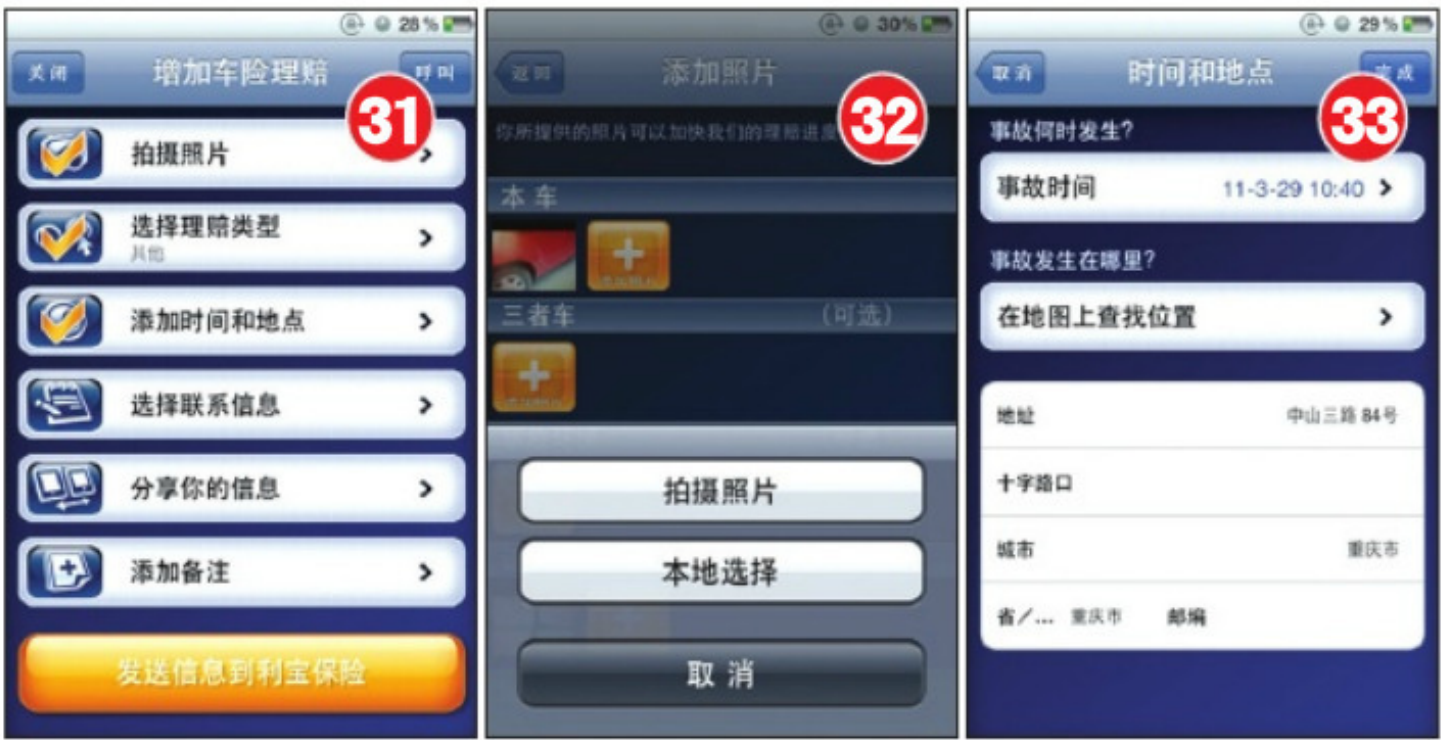 28%
关闭
增加车险理赔
呼叫
31
拍摄照片
选择理赔类型
其他
添加时间和地点
选择联系信息
分享你的信息
添加备注
发送信息到利宝保险
30%
返回
添加照片
32
你所提供的照片可以加快我们的理赔进度
本车
三者车
(可选)
拍摄照片
本地选择
取消
29%
取消
时间和地点
完成
33
事故何时发生?
事故时间 11-3-29 10:40
事故发生在哪里?
在地图上查找位置
地址 中山三路 84号
十字路口
城市 重庆市
省/... 重庆市 邮编